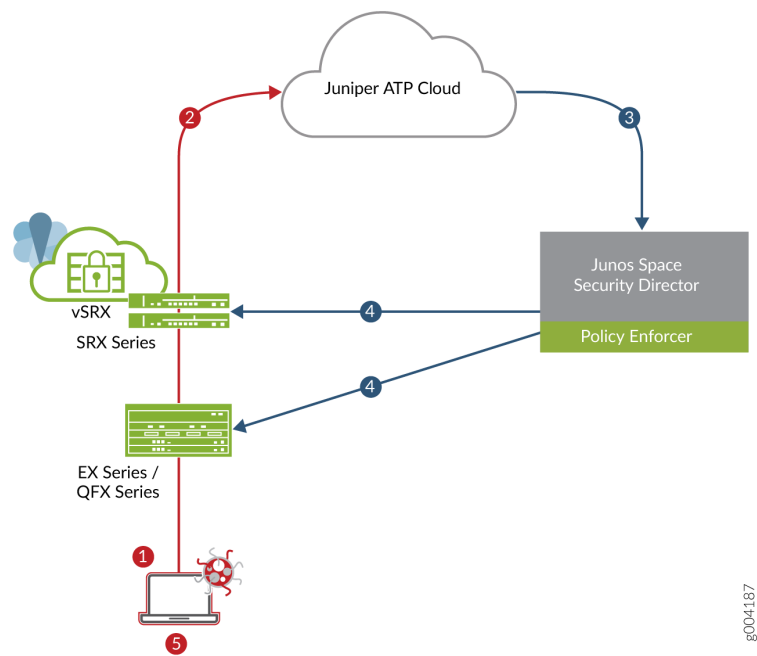 Juniper ATP Cloud
2
3
Junos Space
Security Director
Policy Enforcer
vSRX
SRX Series
4
4
EX Series /
QFX Series
1
5
g004187